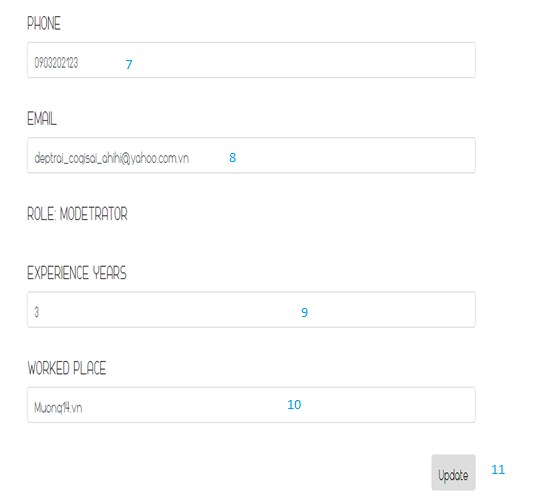 PHONE
0903202123 7
EMAIL
deptrai_cogisai_ahihi@yahoo.com.vn 8
ROLE: MODETRATOR
EXPERIENCE YEARS
3 9
WORKED PLACE
Muong14.vn 10
Update 11